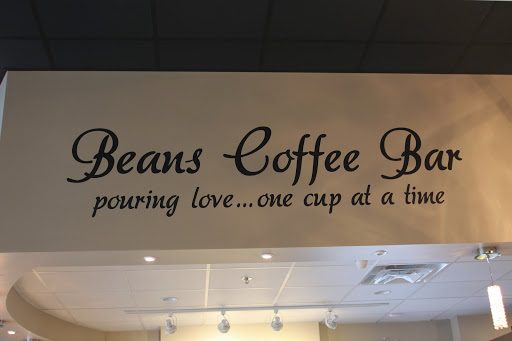 Beans Coffee Bar
pouring love...one cup at a time